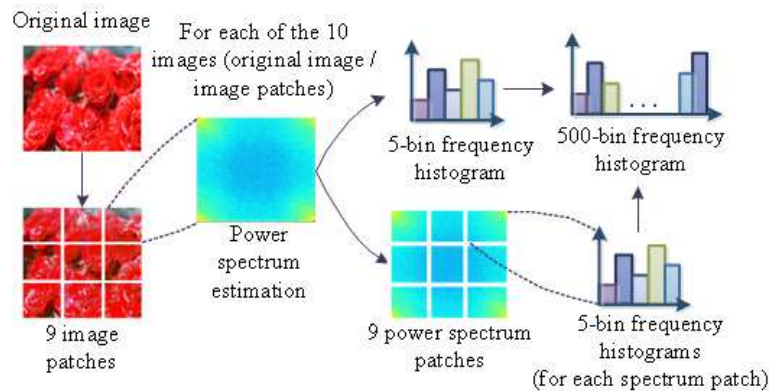 Original image
For each of the 10
images (original image /
image patches)
5-bin frequency
histogram
500-bin frequency
histogram
Power
spectrum
estimation
9 image
patches
9 power spectrum
patches
5-bin frequency
histograms
(for each spectrum patch)